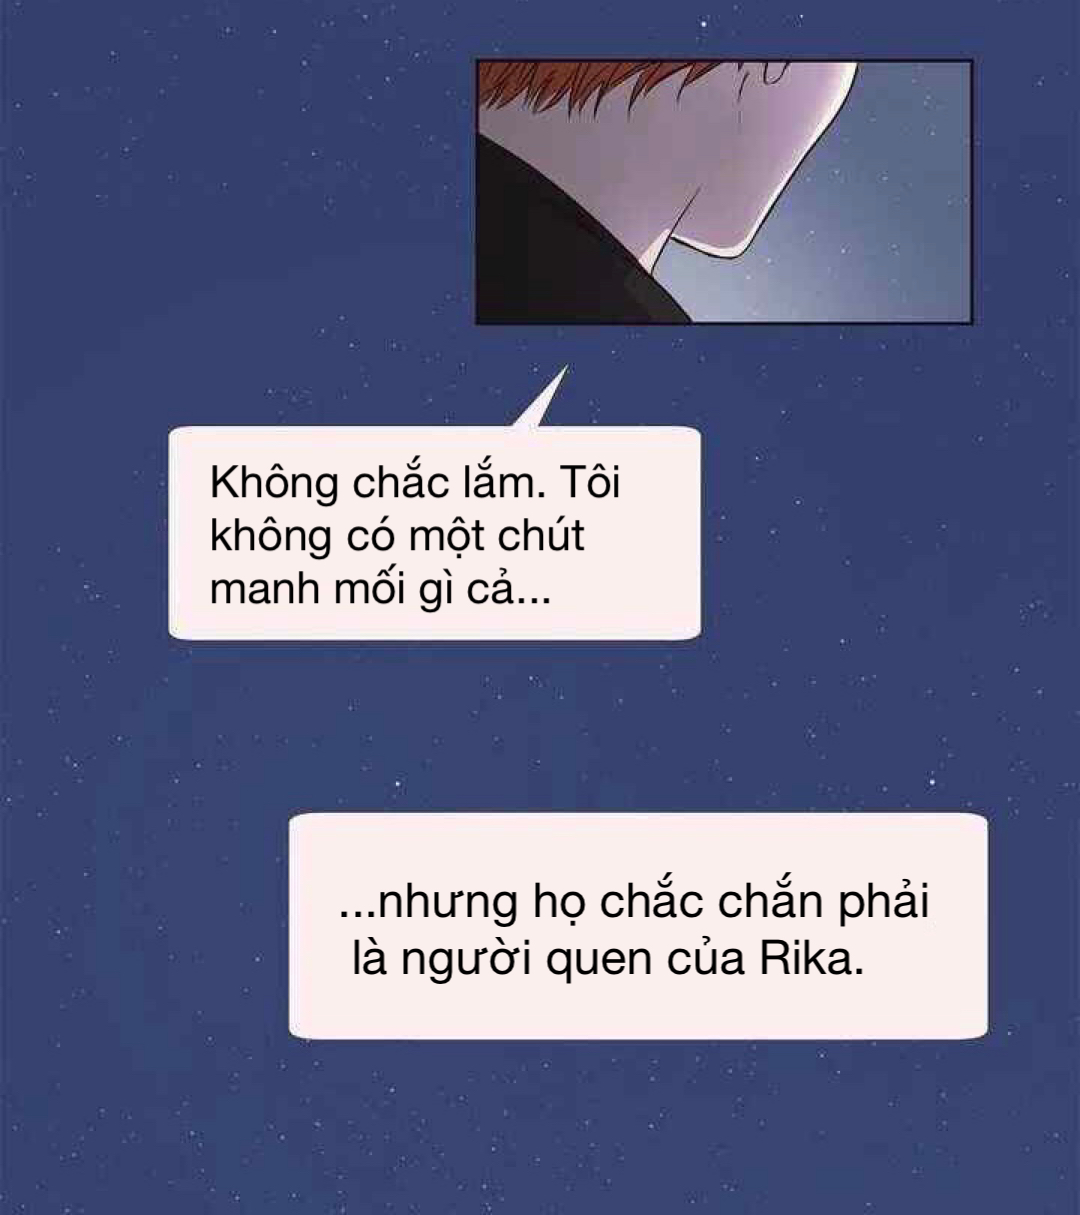 Không chắc lắm. Tôi
không có một chút
manh mối gì cả...
...nhưng họ chắc chắn phải
là người quen của Rika.